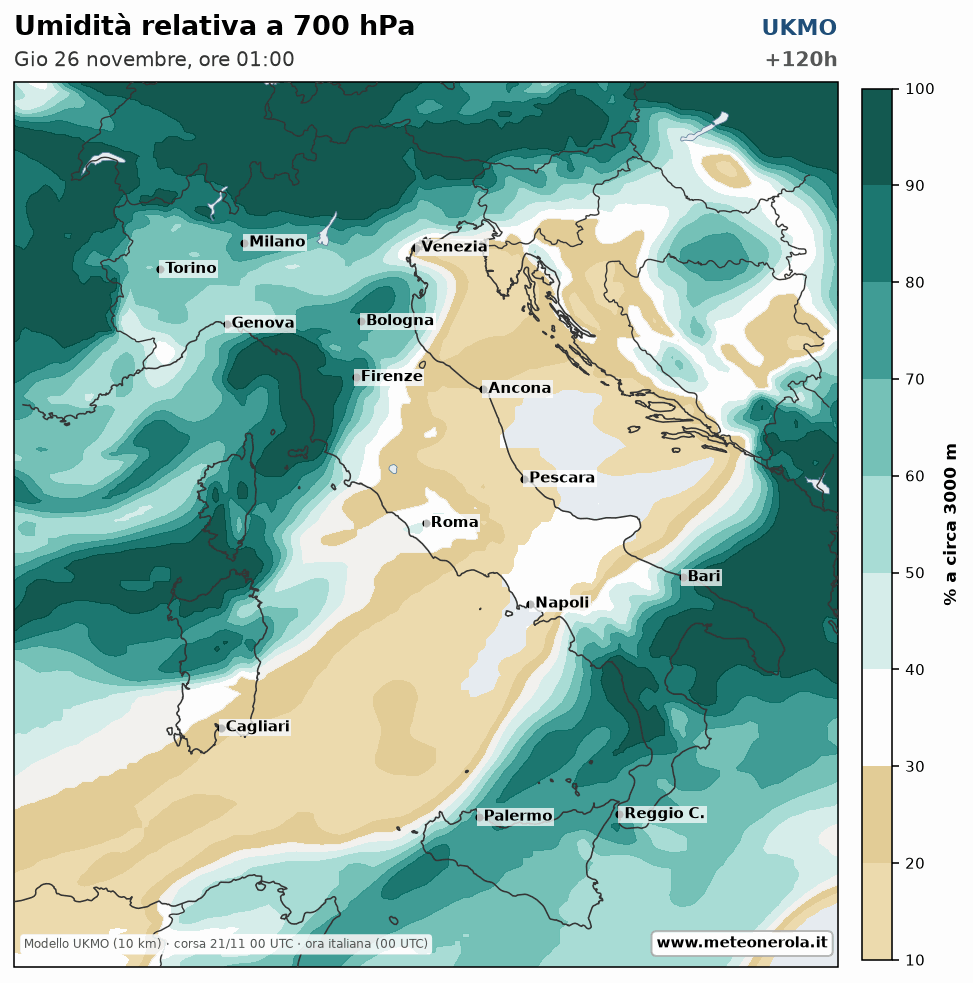 Umidità relativa a 700 hPa
UKMO
Gio 26 novembre, ore 01:00
+120h
100
90
80
70
60
50
40
30
20
10
% a circa 3000 m
Milano
Venezia
Torino
Genova
Bologna
Firenze
Ancona
Pescara
Roma
Bari
Napoli
Cagliari
Palermo
Reggio C.
Modello UKMO (10 km) · corsa 21/11 00 UTC · ora italiana (00 UTC)
www.meteonerola.it